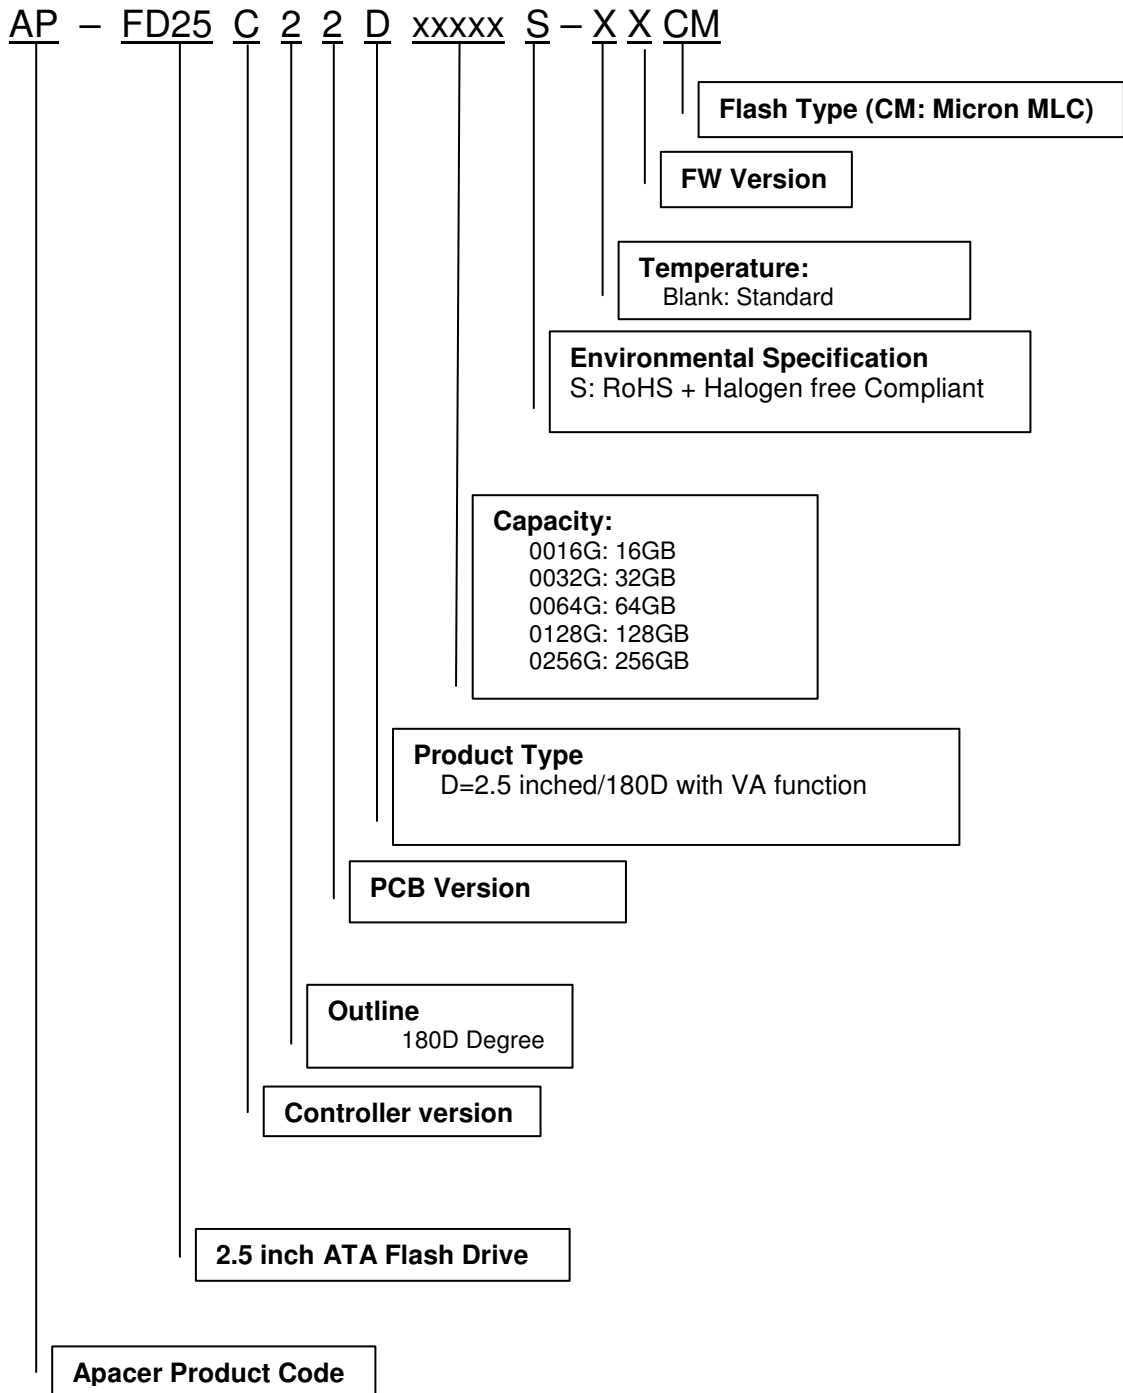 AP – FD25 C 2 2 D xxxxx S – X X CM
Flash Type (CM: Micron MLC)
FW Version
Temperature:
Blank: Standard
Environmental Specification
S: RoHS + Halogen free Compliant
Capacity:
0016G: 16GB
0032G: 32GB
0064G: 64GB
0128G: 128GB
0256G: 256GB
Product Type
D=2.5 inched/180D with VA function
PCB Version
Outline
180D Degree
Controller version
2.5 inch ATA Flash Drive
Apacer Product Code